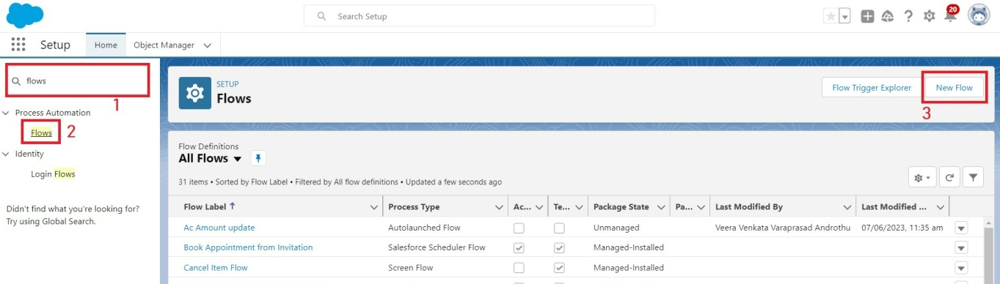 Search Setup
20
Setup Home Object Manager
flows
1
Process Automation
Flows 2
Identity
Login Flows
Didn't find what you're looking for?
Try using Global Search.
SETUP
Flows
Flow Trigger Explorer New Flow
3
Flow Definitions
All Flows
31 items • Sorted by Flow Label • Filtered by All flow definitions • Updated a few seconds ago
Flow Label ↑ Process Type Ac... Te... Package State Pa... Last Modified By Last Modified ...
Ac Amount update Autolaunched Flow Unmanaged Veera Venkata Varaprasad Androthu 07/06/2023, 11:35 am
Book Appointment from Invitation Salesforce Scheduler Flow Managed-Installed
Cancel Item Flow Screen Flow Managed-Installed